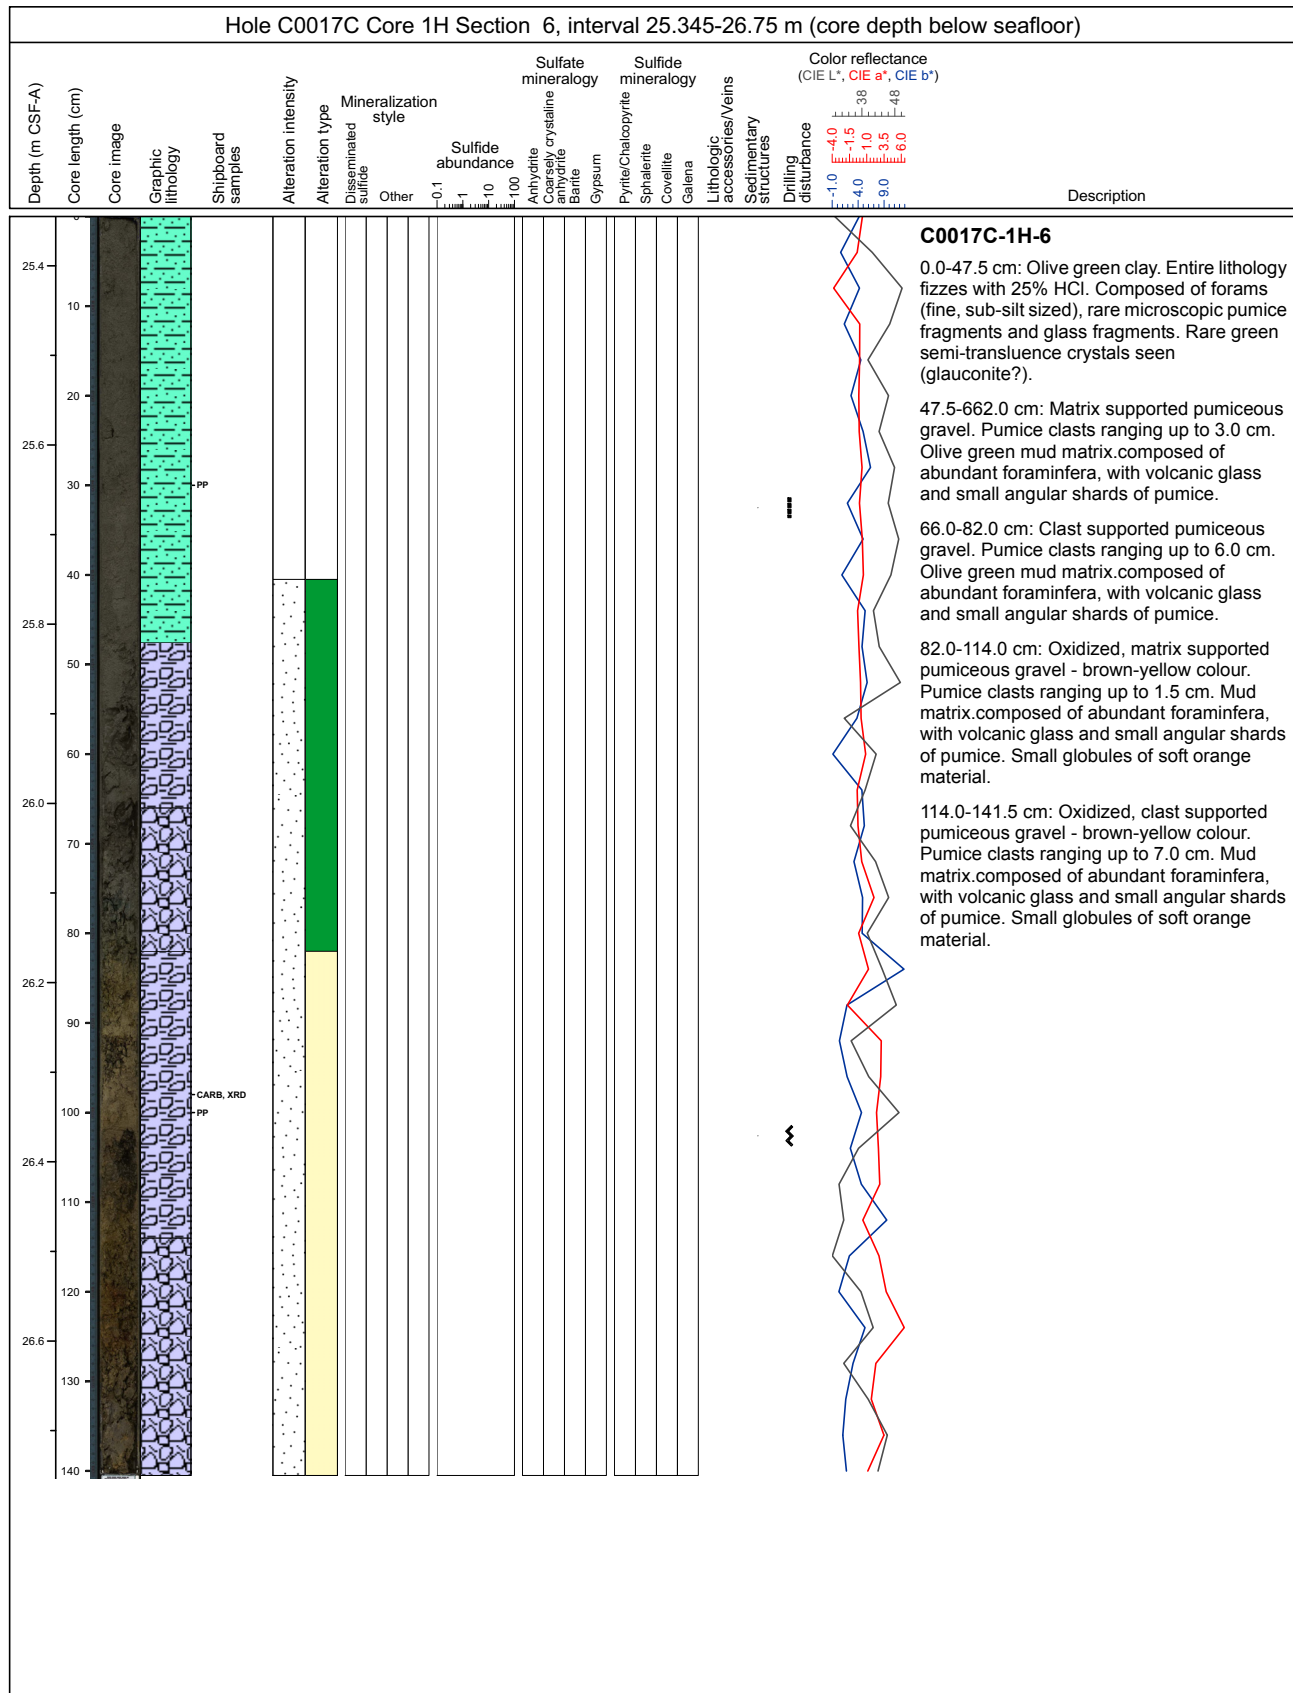 Hole C0017C Core 1H Section 6, interval 25.345-26.75 m (core depth below seafloor)
Depth (m CSF-A)
Core length (cm)
Core image
Graphic
lithology
Shipboard
samples
Alteration intensity
Alteration type
Mineralization
style
Disseminated
sulfide
Other
Sulfide
abundance
0.1
1
10
100
Sulfate
mineralogy
Anhydrite
Coarsely crystaline
anhydrite
Barite
Gypsum
Sulfide
mineralogy
Pyrite/Chalcopyrite
Sphalerite
Covellite
Galena
Lithologic
accessories/Veins
Sedimentary
structures
Drilling
disturbance
Color reflectance
(CIE L*, CIE a*, CIE b*)
38
48
-4.0
-1.5
1.0
3.5
6.0
-1.0
4.0
9.0
Description
0
25.4
10
20
25.6
30
PP
40
25.8
50
60
26.0
70
80
26.2
90
CARB, XRD
100
PP
26.4
110
120
26.6
130
140
C0017C-1H-6
0.0-47.5 cm: Olive green clay. Entire lithology
fizzes with 25% HCl. Composed of forams
(fine, sub-silt sized), rare microscopic pumice
fragments and glass fragments. Rare green
semi-transluence crystals seen
(glauconite?).
47.5-662.0 cm: Matrix supported pumiceous
gravel. Pumice clasts ranging up to 3.0 cm.
Olive green mud matrix.composed of
abundant foraminfera, with volcanic glass
and small angular shards of pumice.
66.0-82.0 cm: Clast supported pumiceous
gravel. Pumice clasts ranging up to 6.0 cm.
Olive green mud matrix.composed of
abundant foraminfera, with volcanic glass
and small angular shards of pumice.
82.0-114.0 cm: Oxidized, matrix supported
pumiceous gravel - brown-yellow colour.
Pumice clasts ranging up to 1.5 cm. Mud
matrix.composed of abundant foraminfera,
with volcanic glass and small angular shards
of pumice. Small globules of soft orange
material.
114.0-141.5 cm: Oxidized, clast supported
pumiceous gravel - brown-yellow colour.
Pumice clasts ranging up to 7.0 cm. Mud
matrix.composed of abundant foraminfera,
with volcanic glass and small angular shards
of pumice. Small globules of soft orange
material.